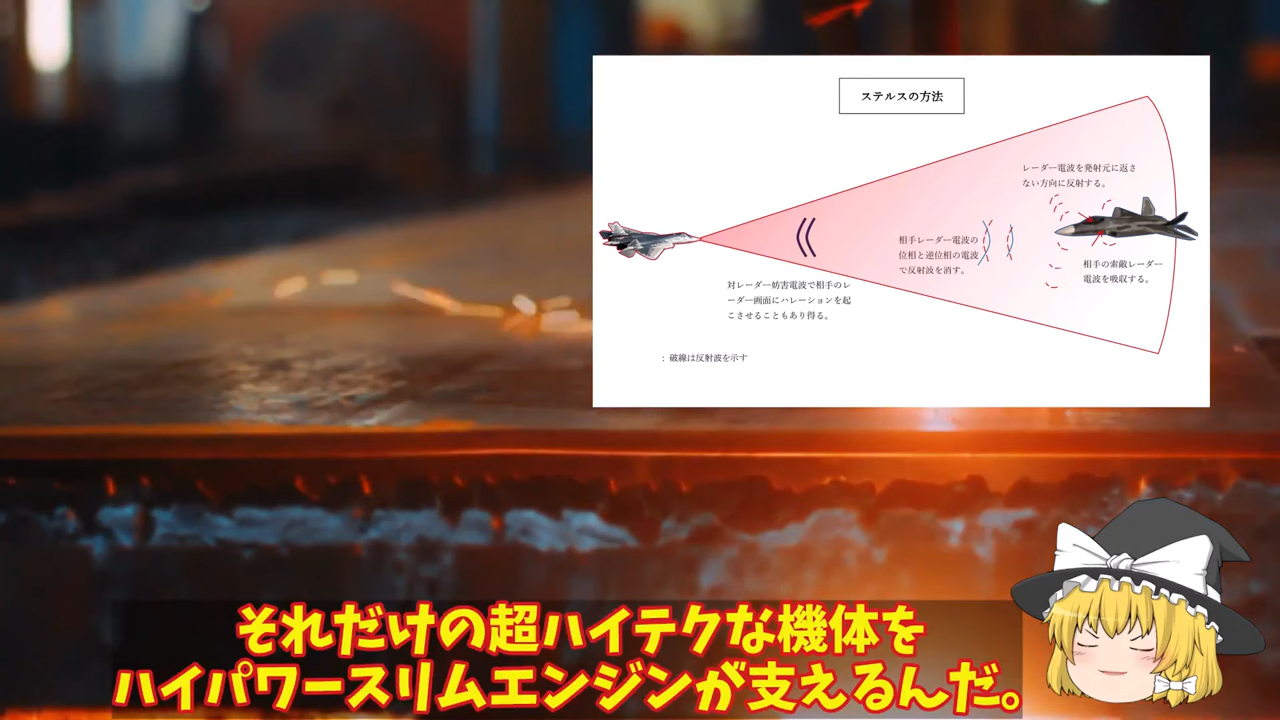 ステルスの方法
レーダー電波を発射元に返さ
ない方向に反射する。
相手レーダー電波の
位相と逆位相の電波
で反射波を消す。
相手の索敵レーダー
電波を吸収する。
対レーダー妨害電波で相手のレ
ーダー画面にハレーションを起
こさせることもあり得る。
：破線は反射波を示す
それだけの超ハイテクな機体を
ハイパワースリムエンジンが支えるんだ。